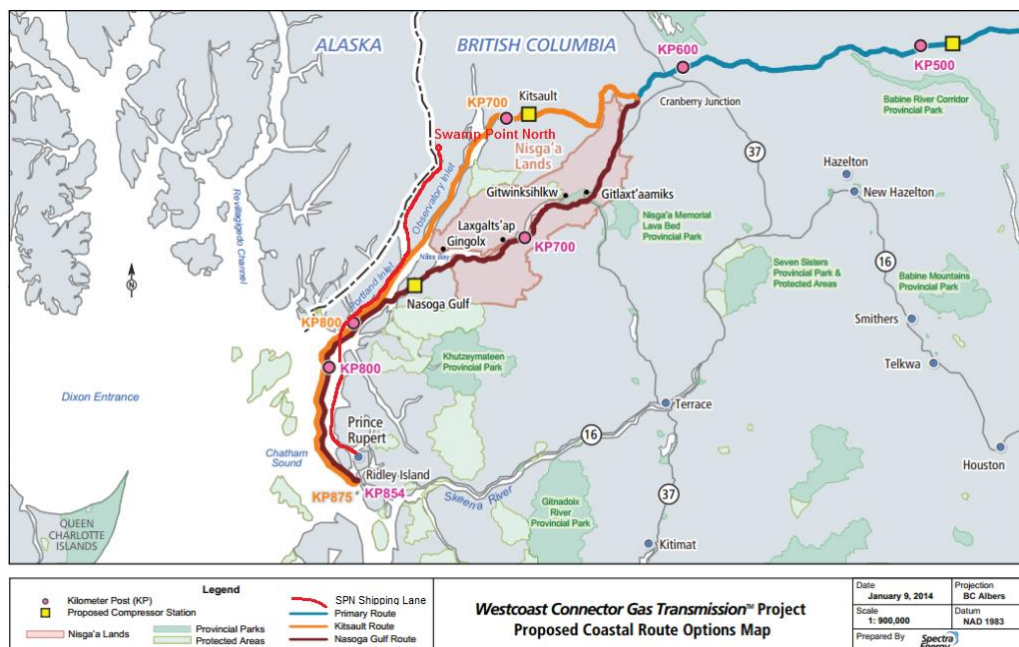 ALASKA
BRITISH COLUMBIA
KP600
KP500
Kitsault
KP700
Cranberry Junction
Babine River Corridor
Provincial Park
Swamp Point North
Nisga'a
Lands
37
Hazelton
New Hazelton
Observatory Inlet
Gitwinksihlkw
Gitlaxt'aamiks
Revillagigedo Channel
Laxgalts'ap
Gingolx
KP700
Nisga'a Memorial
Lava Bed
Provincial Park
Nass Bay
Seven Sisters
Provincial Park &
Protected Areas
16
Babine Mountains
Provincial Park
N
Portland Inlet
Nasoga Gulf
KP800
Smithers
KP800
Khutzeymateen
Provincial Park
Telkwa
Dixon Entrance
Terrace
Prince
Rupert
16
Chatham
Sound
Ridley Island
Houston
KP875
KP854
Skeena River
37
Gitnadoix
River
Provincial Park
QUEEN
CHARLOTTE
ISLANDS
Kitimat
Legend
Kilometer Post (KP)
Proposed Compressor Station
Nisga'a Lands
Provincial Parks
Protected Areas
SPN Shipping Lane
Primary Route
Kitsault Route
Nasoga Gulf Route
Westcoast Connector Gas Transmission™ Project
Proposed Coastal Route Options Map
Date
January 9, 2014
Projection
BC Albers
Scale
1: 900,000
Datum
NAD 1983
Prepared By
Spectra
Energy